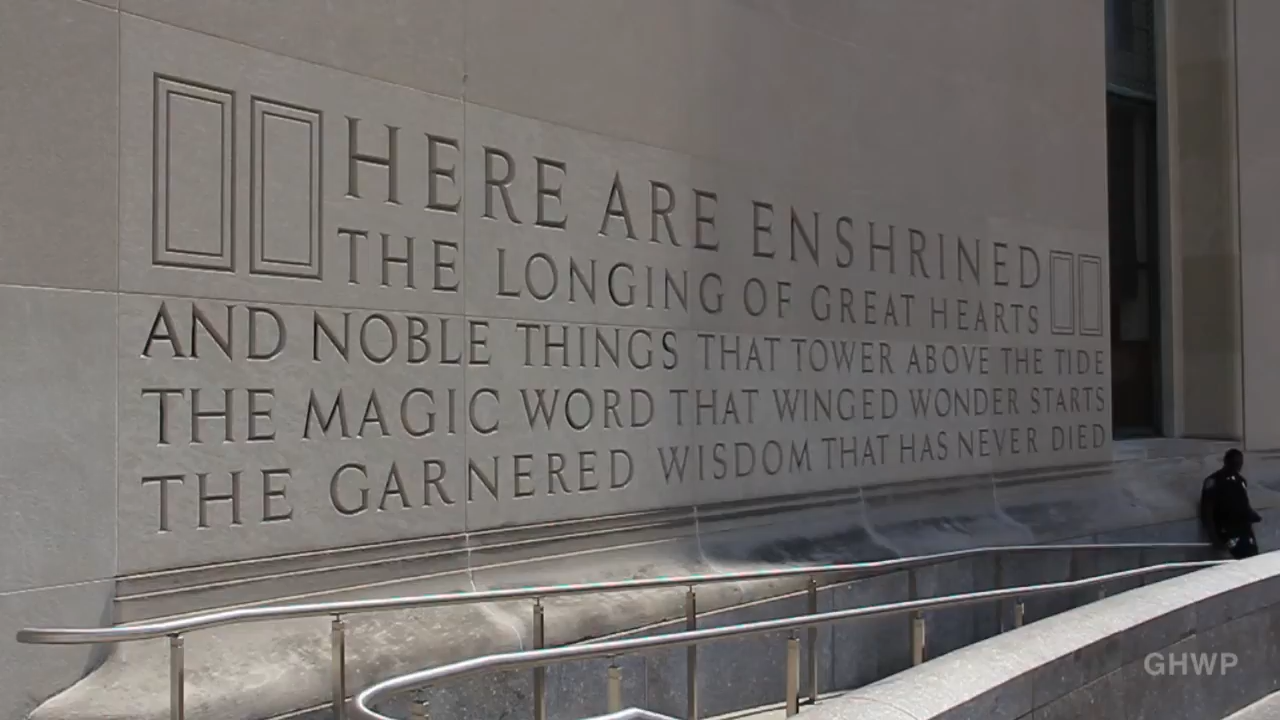 HERE ARE ENSHRINED
THE LONGING OF GREAT HEARTS
AND NOBLE THINGS THAT TOWER ABOVE THE TIDE
THE MAGIC WORD THAT WINGED WONDER STARTS
THE GARNERED WISDOM THAT HAS NEVER DIED
GHWP